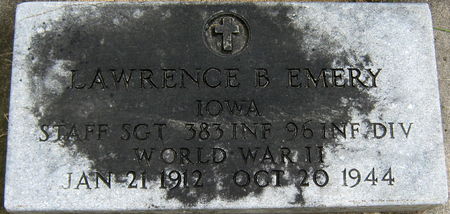 LAWRENCE B EMERY
IOWA
STAFF SGT 383 INF 96 INF DIV
WORLD WAR II
JAN 21 1912 OCT 20 1944